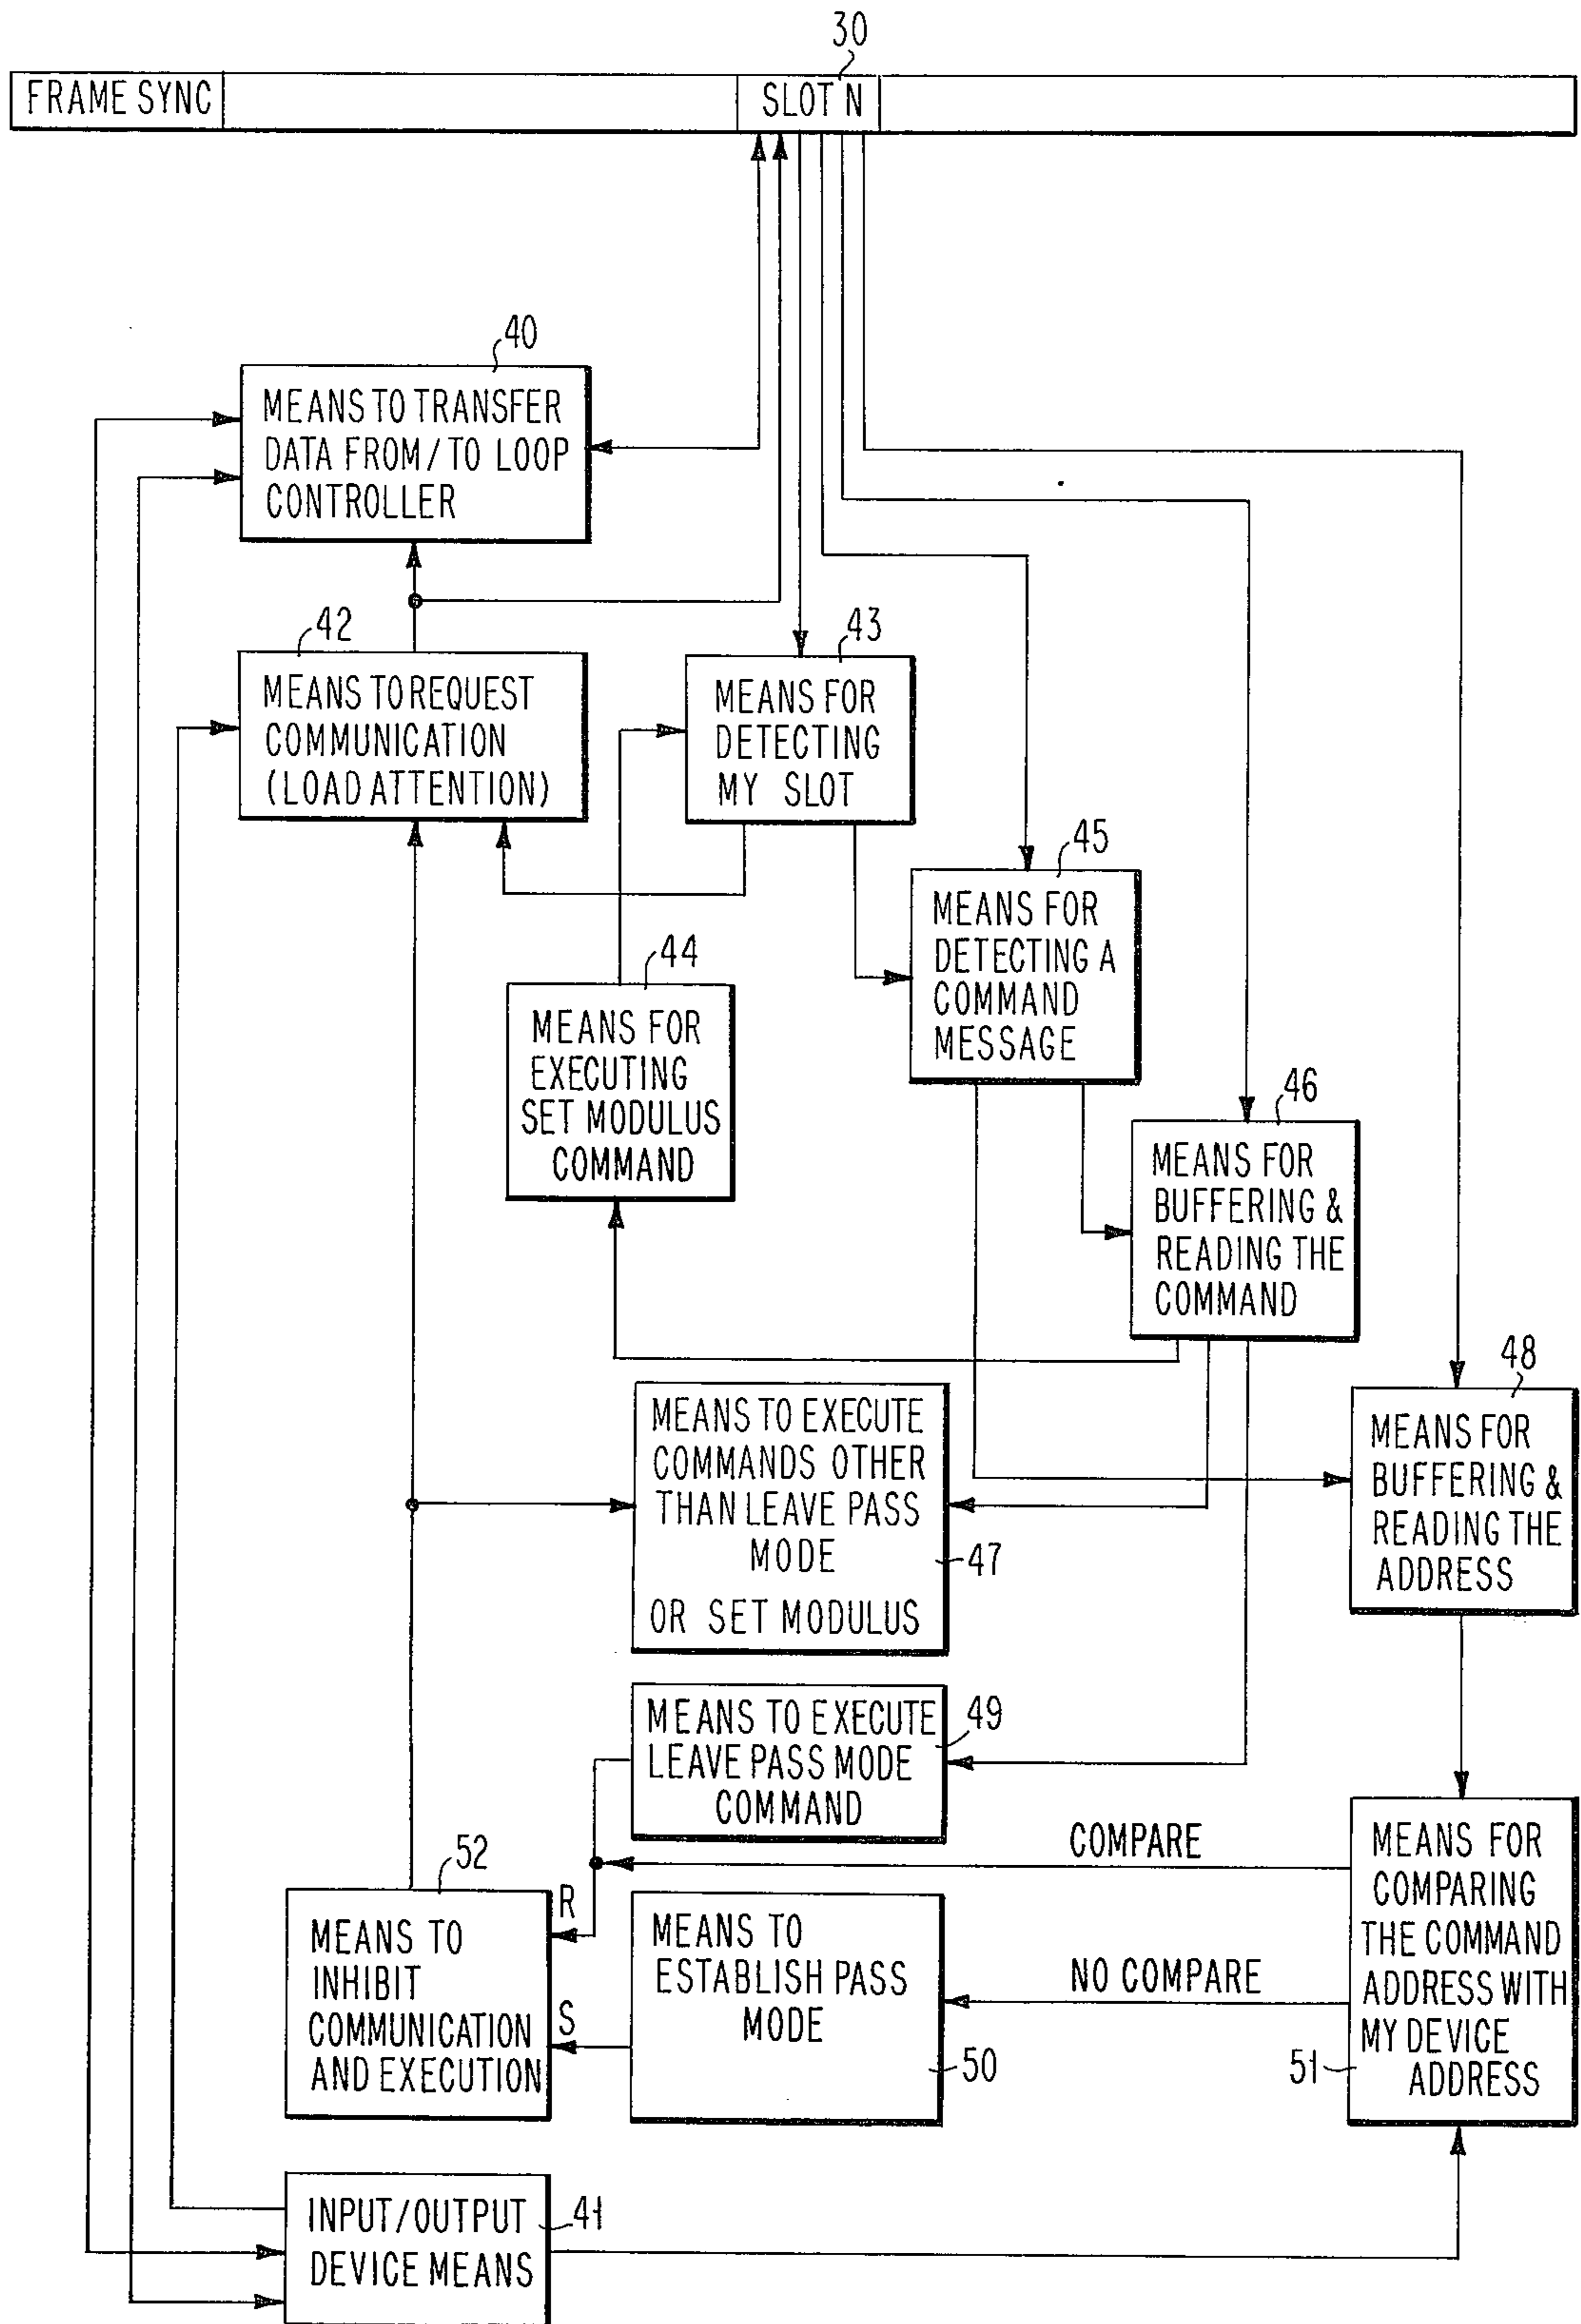 30
FRAME SYNC
SLOT N
40
MEANS TO TRANSFER
DATA FROM/TO LOOP
CONTROLLER
42
MEANS TO REQUEST
COMMUNICATION
(LOAD ATTENTION)
43
MEANS FOR
DETECTING
MY SLOT
45
MEANS FOR
DETECTING A
COMMAND
MESSAGE
44
MEANS FOR
EXECUTING
SET MODULUS
COMMAND
46
MEANS FOR
BUFFERING &
READING THE
COMMAND
48
MEANS FOR
BUFFERING &
READING THE
ADDRESS
MEANS TO EXECUTE
COMMANDS OTHER
THAN LEAVE PASS
MODE
47
OR SET MODULUS
49
MEANS TO EXECUTE
LEAVE PASS MODE
COMMAND
COMPARE
MEANS FOR
COMPARING
THE COMMAND
ADDRESS WITH
MY DEVICE
ADDRESS
51
52
R
MEANS TO
INHIBIT
COMMUNICATION
AND EXECUTION
S
MEANS TO
ESTABLISH PASS
MODE
50
NO COMPARE
INPUT/OUTPUT
DEVICE MEANS
41